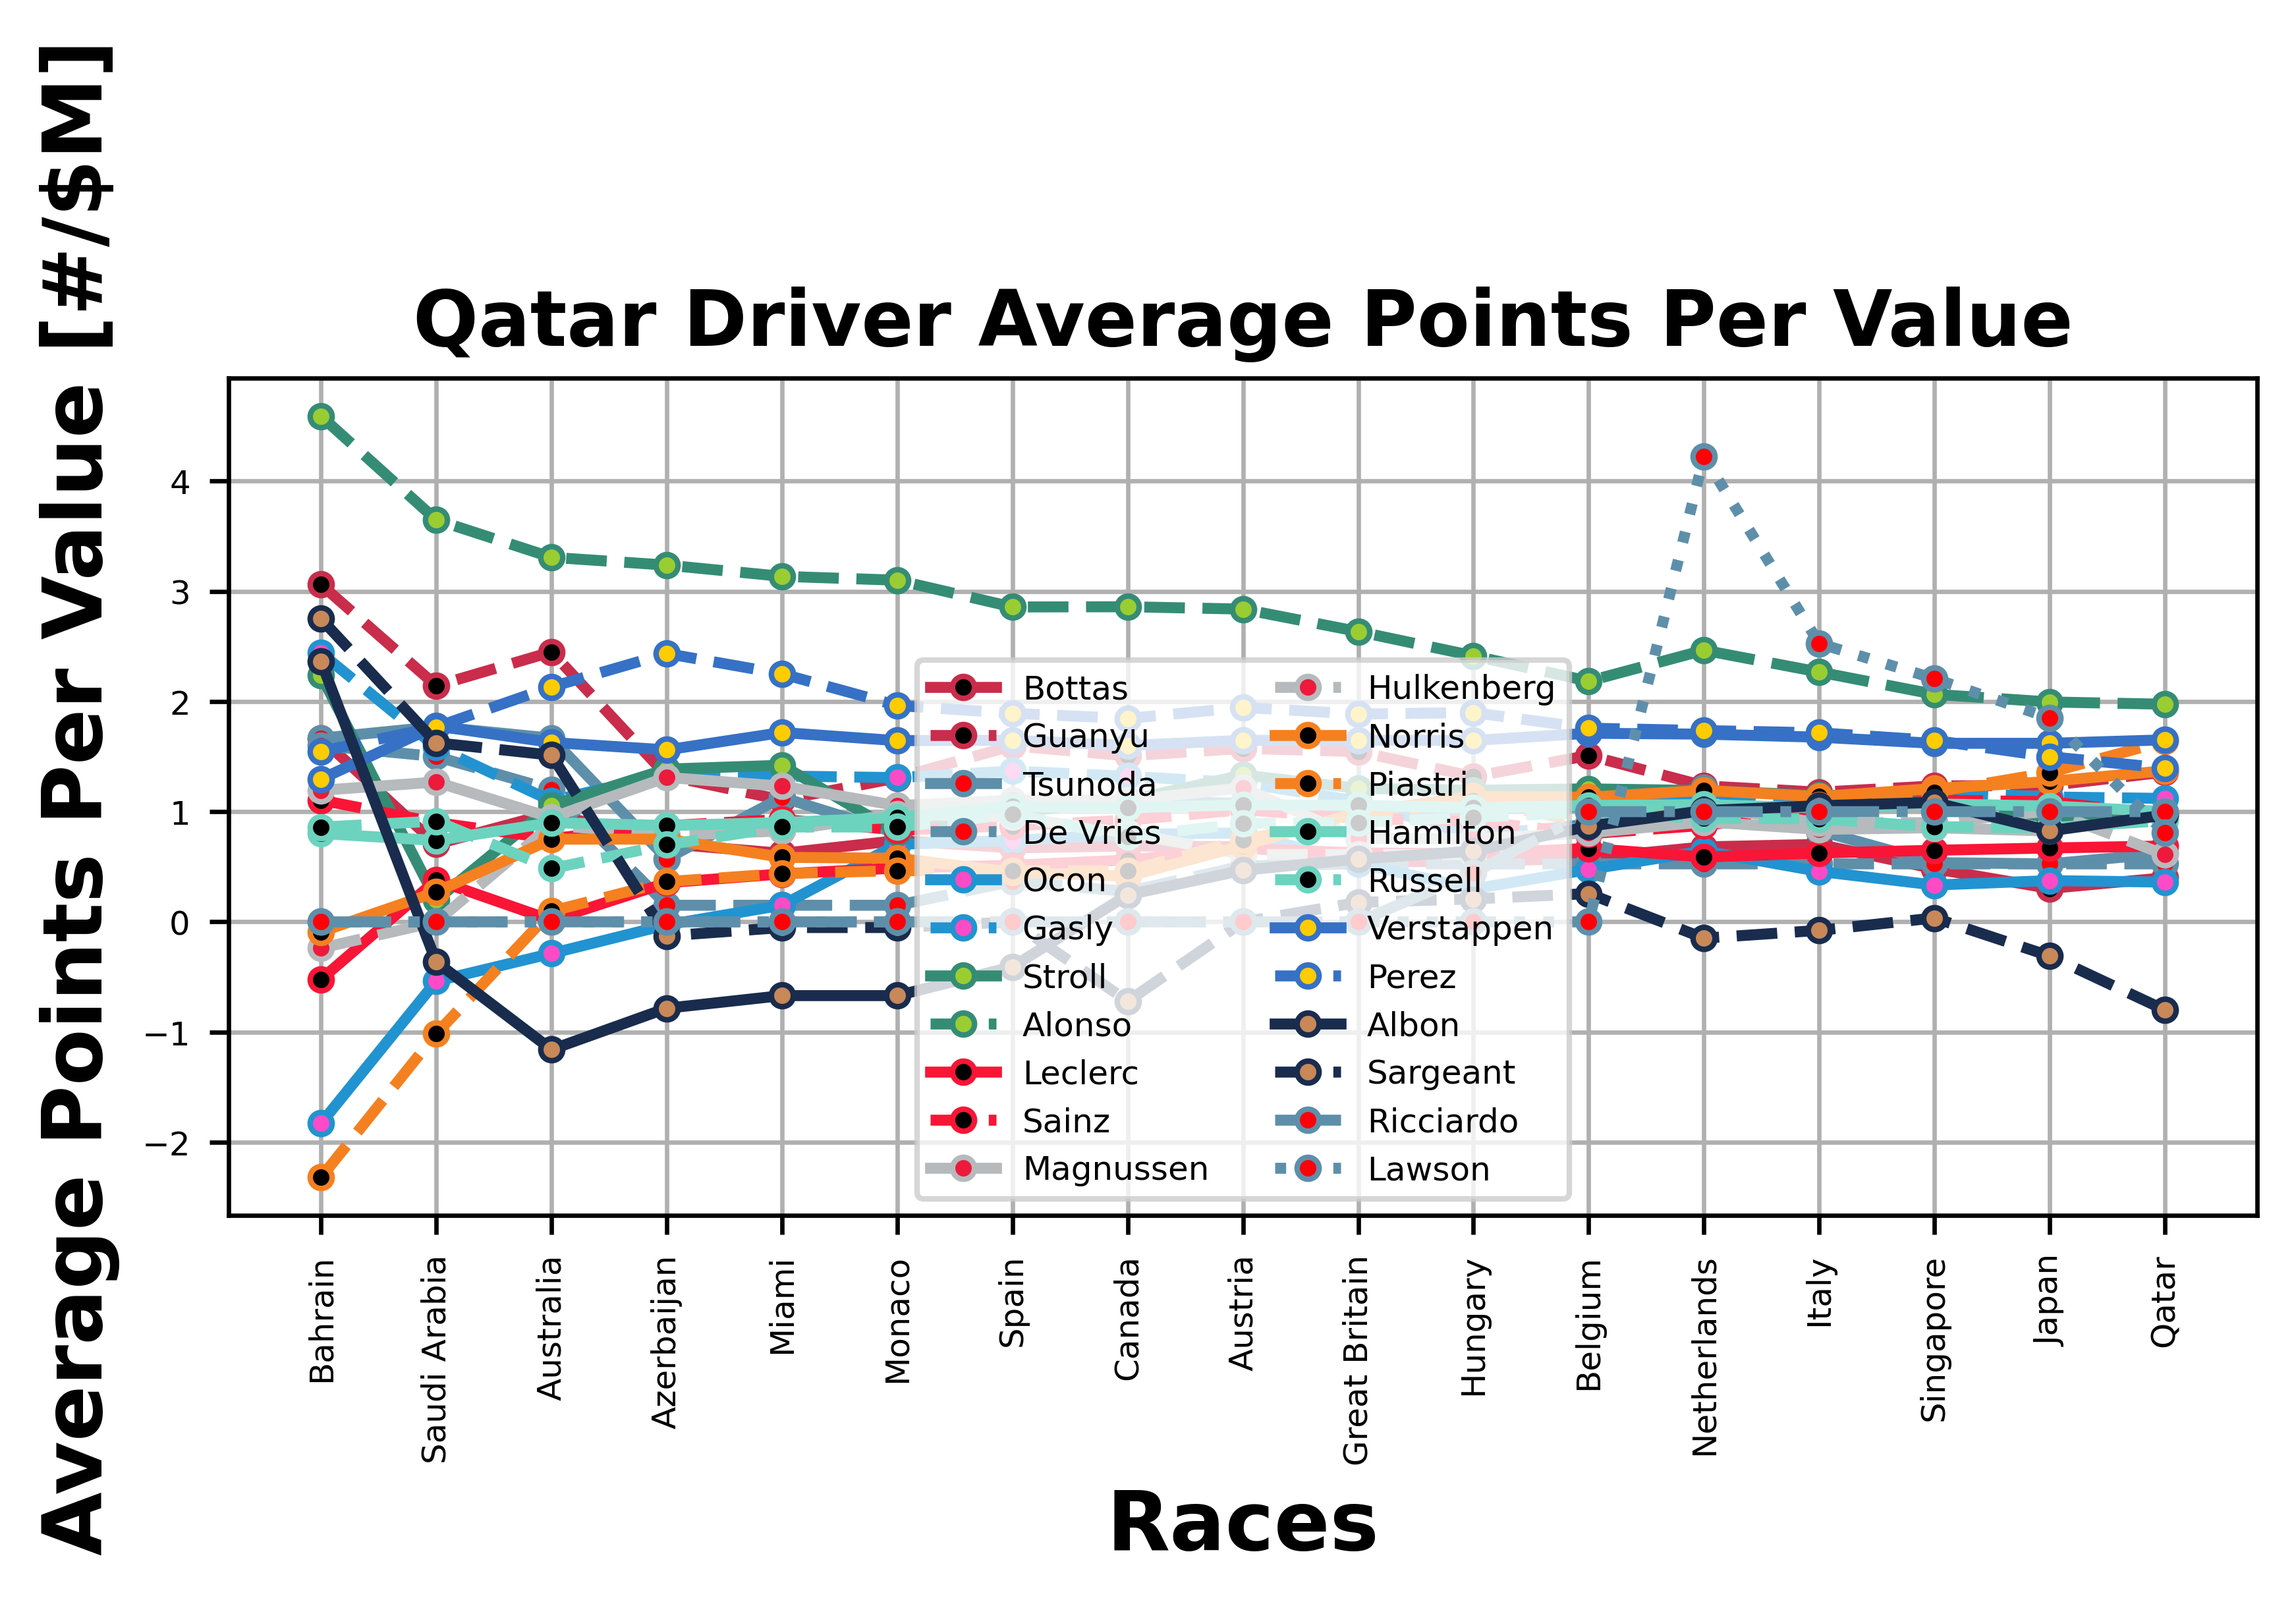 Qatar Driver Average Points Per Value
Average Points Per Value [#/$M]
4
3
2
1
0
−1
−2
Bottas
Guanyu
Tsunoda
De Vries
Ocon
Gasly
Stroll
Alonso
Leclerc
Sainz
Magnussen
Hulkenberg
Norris
Piastri
Hamilton
Russell
Verstappen
Perez
Albon
Sargeant
Ricciardo
Lawson
Bahrain
Saudi Arabia
Australia
Azerbaijan
Miami
Monaco
Spain
Canada
Austria
Great Britain
Hungary
Belgium
Netherlands
Italy
Singapore
Japan
Qatar
Races